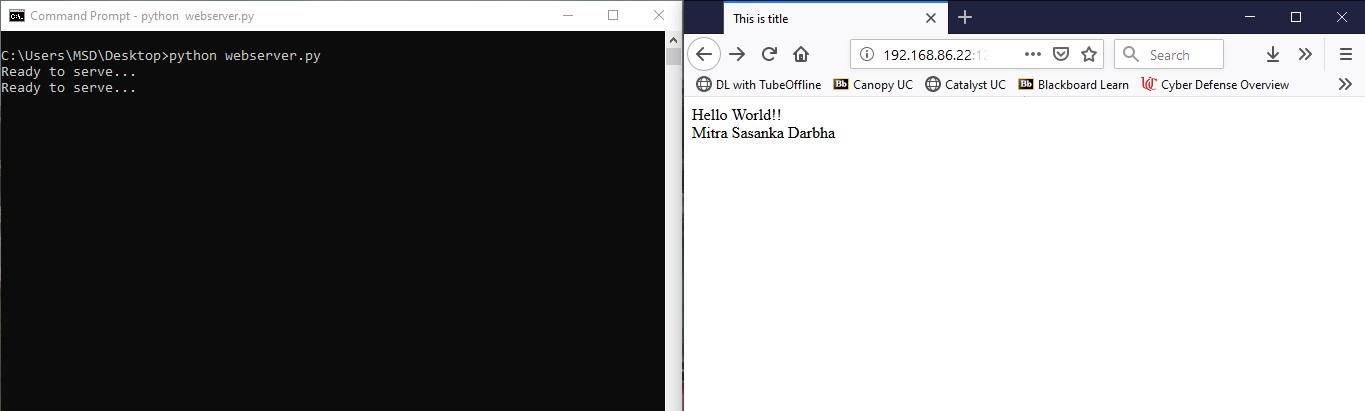 Command Prompt - python  webserver.py
C:\Users\MSD\Desktop>python webserver.py
Ready to serve...
Ready to serve...
This is title
192.168.86.22:12
Search
DL with TubeOffline
Bb Canopy UC
Catalyst UC
Bb Blackboard Learn
UC Cyber Defense Overview
Hello World!!
Mitra Sasanka Darbha